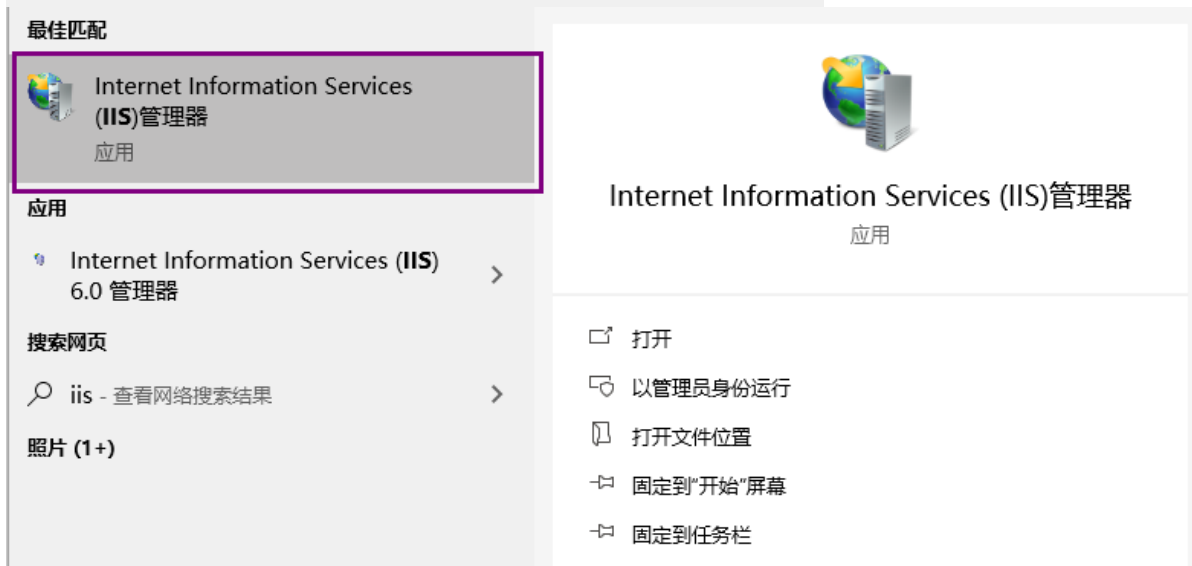 最佳匹配
Internet Information Services
(IIS)管理器
应用
应用
Internet Information Services (IIS)
6.0 管理器
搜索网页
iis - 查看网络搜索结果
照片 (1+)
Internet Information Services (IIS)管理器
应用
打开
以管理员身份运行
打开文件位置
固定到"开始"屏幕
固定到任务栏